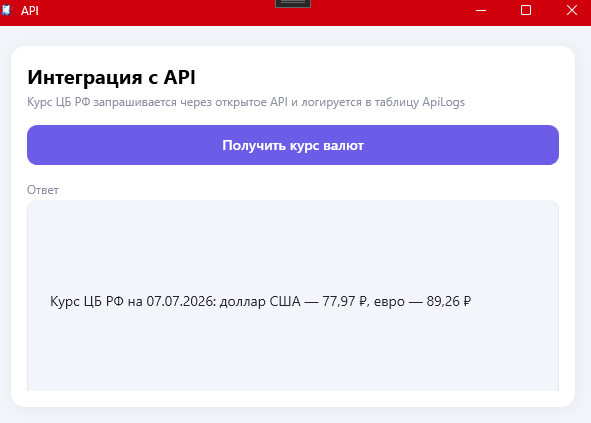 API
Интеграция с API
Курс ЦБ РФ запрашивается через открытое API и логируется в таблицу ApiLogs
Получить курс валют
Ответ
Курс ЦБ РФ на 07.07.2026: доллар США — 77,97 ₽, евро — 89,26 ₽